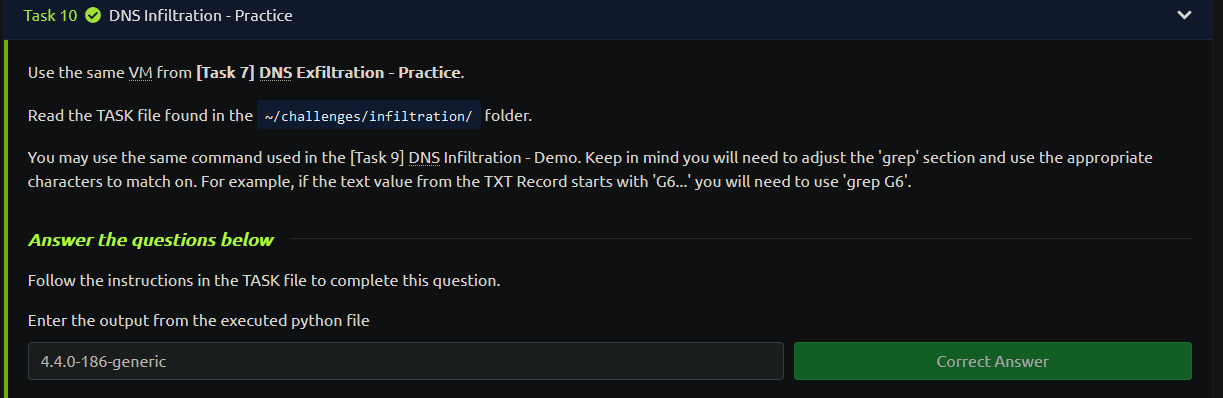 Task 10 DNS Infiltration - Practice
Use the same VM from [Task 7] DNS Exfiltration - Practice.
Read the TASK file found in the ~/challenges/infiltration/ folder.
You may use the same command used in the [Task 9] DNS Infiltration - Demo. Keep in mind you will need to adjust the 'grep' section and use the appropriate
characters to match on. For example, if the text value from the TXT Record starts with 'G6...' you will need to use 'grep G6'.
Answer the questions below
Follow the instructions in the TASK file to complete this question.
Enter the output from the executed python file
4.4.0-186-generic
Correct Answer